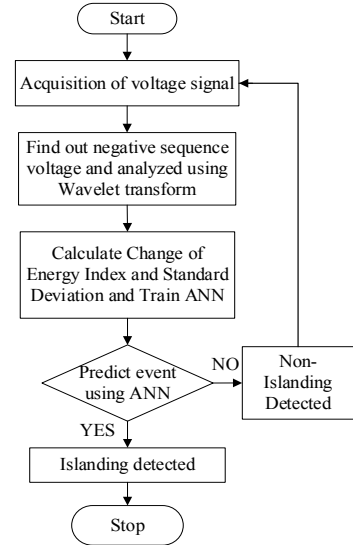 Start
Acquisition of voltage signal
Find out negative sequence
voltage and analyzed using
Wavelet transform
Calculate Change of
Energy Index and Standard
Deviation and Train ANN
Predict event
using ANN
NO
Non-
Islanding
Detected
YES
Islanding detected
Stop